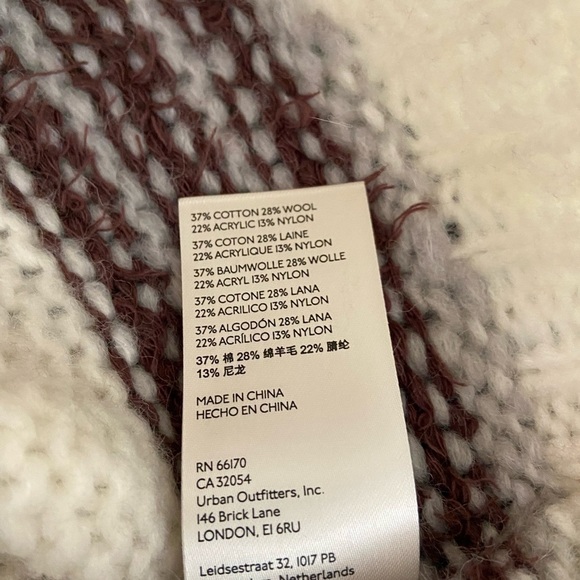 37% COTTON 28% WOOL
22% ACRYLIC 13% NYLON
37% COTON 28% LAINE
22% ACRYLIQUE 13% NYLON
37% BAUMWOLLE 28% WOLLE
22% ACRYL 13% NYLON
37% COTONE 28% LANA
22% ACRILICO 13% NYLON
37% ALGODÓN 28% LANA
22% ACRÍLICO 13% NYLON
37% 棉 28% 绵羊毛 22% 腈纶
13% 尼龙
MADE IN CHINA
HECHO EN CHINA
RN 66170
CA 32054
Urban Outfitters, Inc.
146 Brick Lane
LONDON, E1 6RU
Leidsestraat 32, 1017 PB
Netherlands